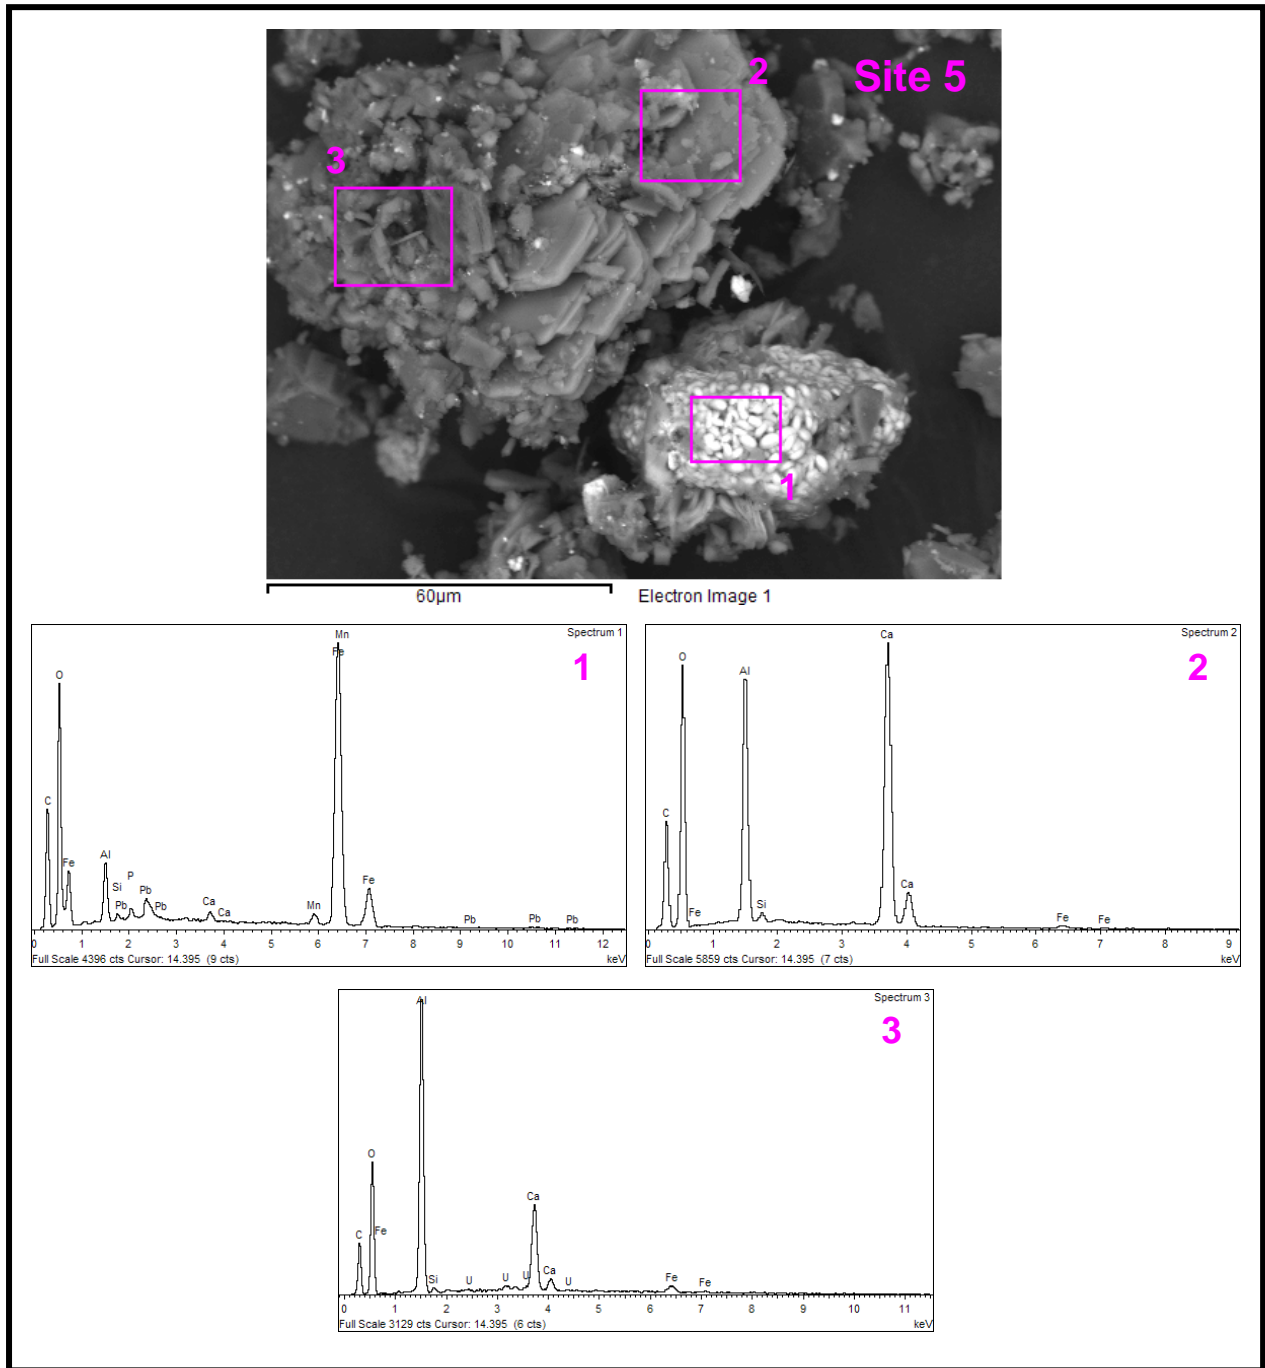 Site 5
2
3
1
60µm
Electron Image 1
Spectrum 1
1
Mn
Fe
O
C
Fe
Al
Si
P
Pb
Pb
Pb
Ca
Ca
Mn
Fe
Pb
Pb
Pb
0 1 2 3 4 5 6 7 8 9 10 11 12
Full Scale 4396 cts Cursor: 14.395 (9 cts) keV
Spectrum 2
2
Ca
O
Al
C
Fe
Si
Ca
Fe
Fe
0 1 2 3 4 5 6 7 8 9
Full Scale 5859 cts Cursor: 14.395 (7 cts) keV
Spectrum 3
3
Al
O
Fe
C
Si
U
U
U
Ca
Ca
U
Fe
Fe
0 1 2 3 4 5 6 7 8 9 10 11
Full Scale 3129 cts Cursor: 14.395 (6 cts) keV